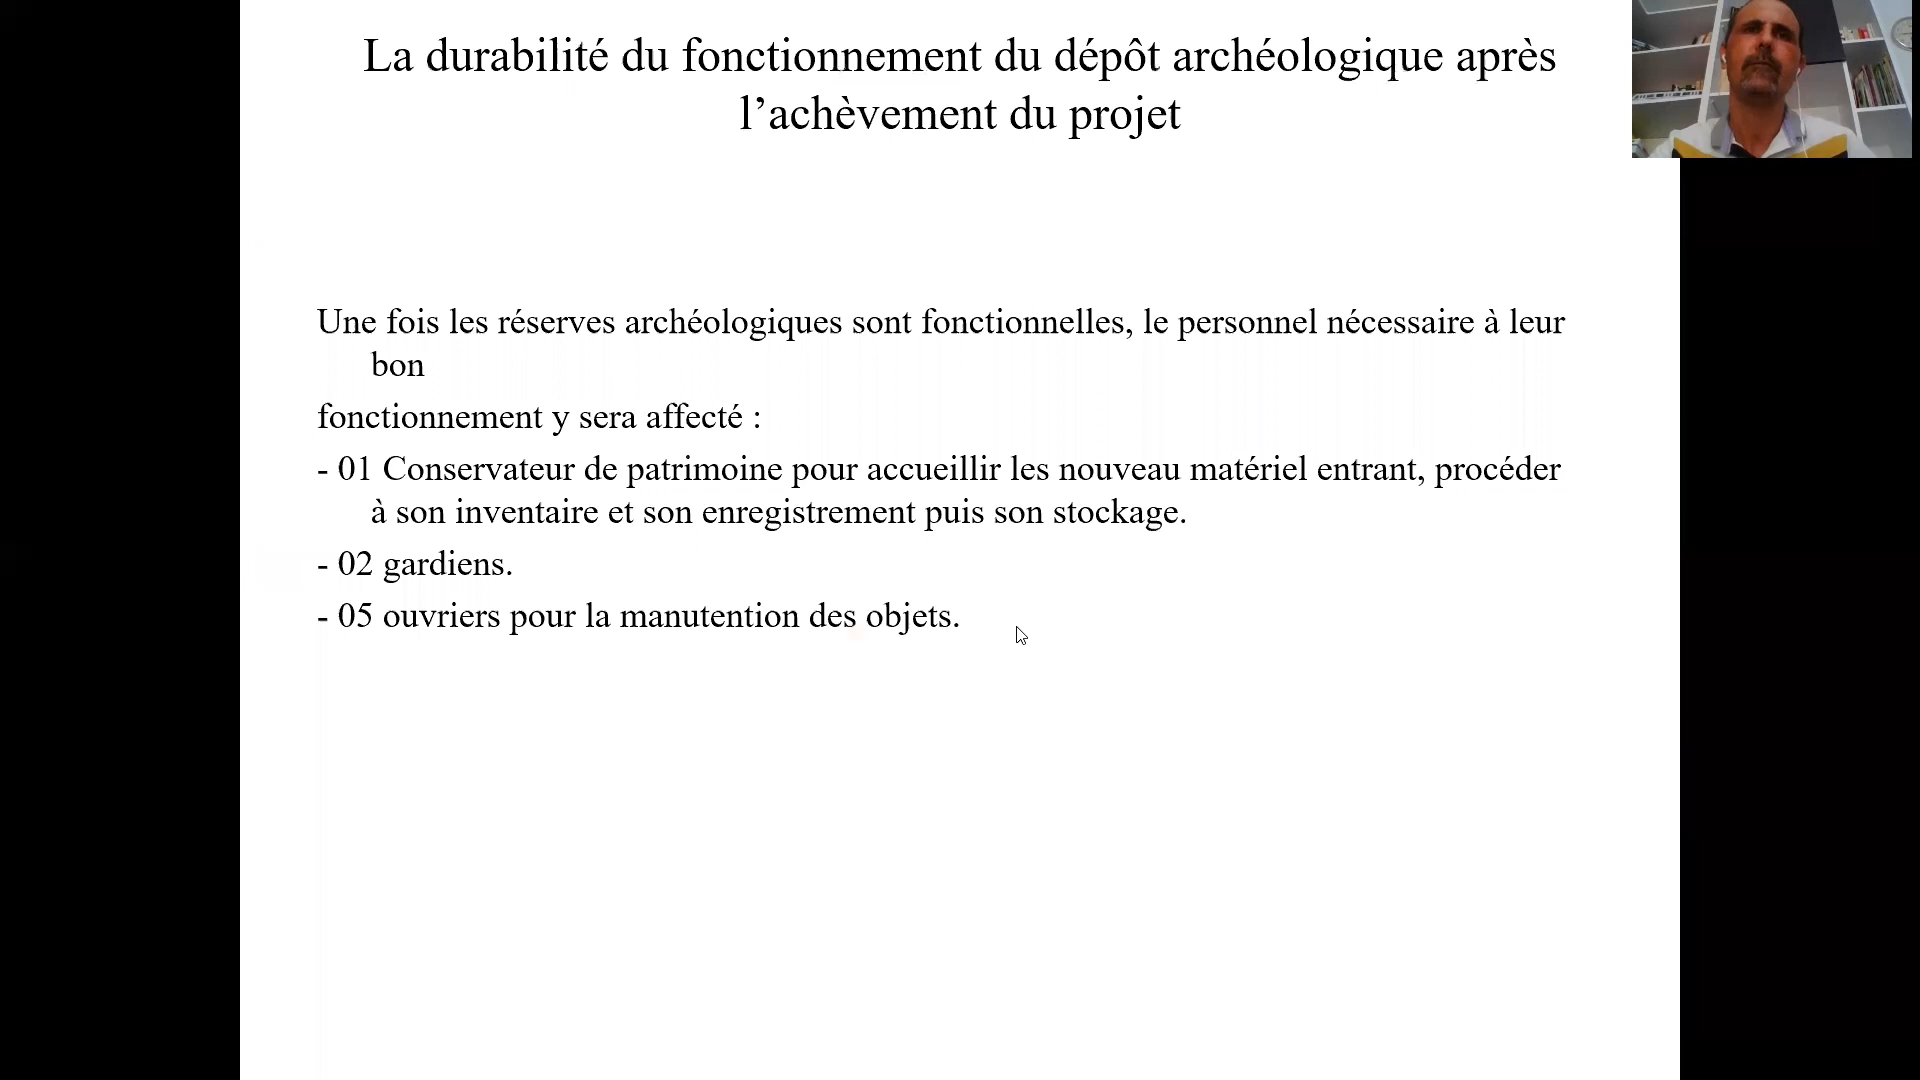 La durabilité du fonctionnement du dépôt archéologique après
l’achèvement du projet
Une fois les réserves archéologiques sont fonctionnelles, le personnel nécessaire à leur
bon
fonctionnement y sera affecté :
- 01 Conservateur de patrimoine pour accueillir les nouveau matériel entrant, procéder
à son inventaire et son enregistrement puis son stockage.
- 02 gardiens.
- 05 ouvriers pour la manutention des objets.